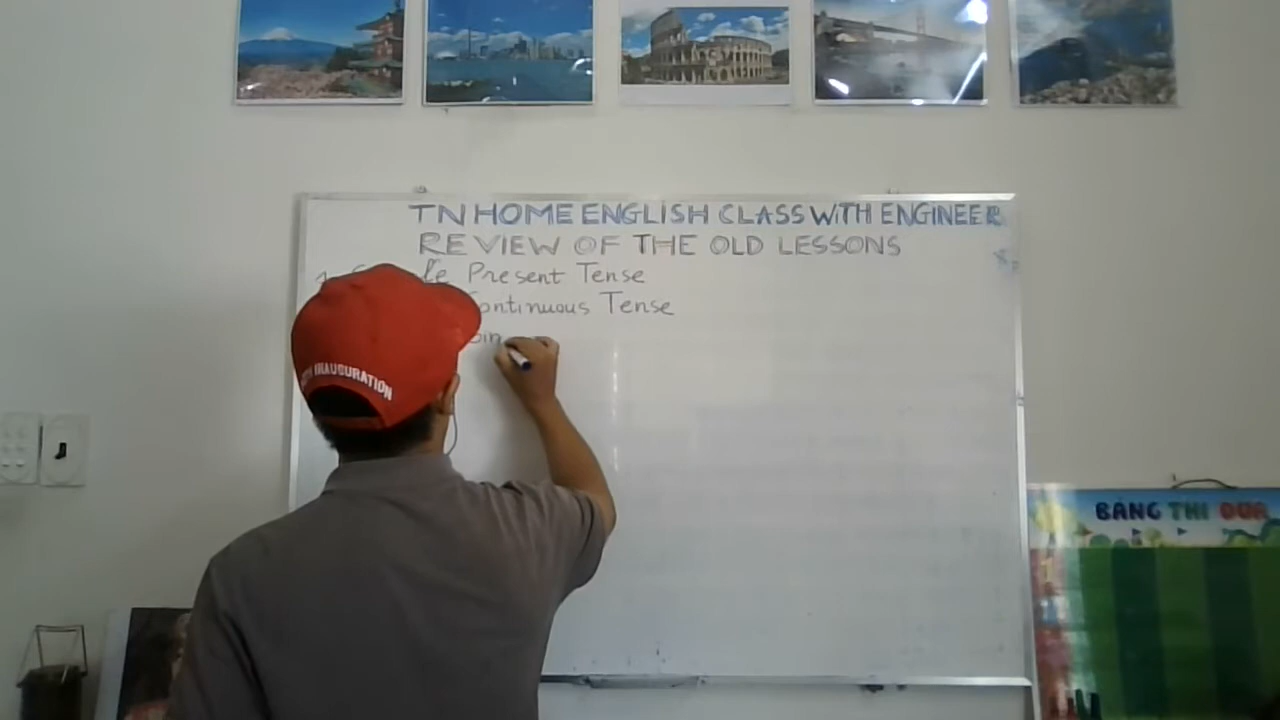 TN HOME ENGLISH CLASS WITH ENGINEER
REVIEW OF THE OLD LESSONS
Present Tense
Continuous Tense
INAUGURATION
BẢNG THI ĐUA